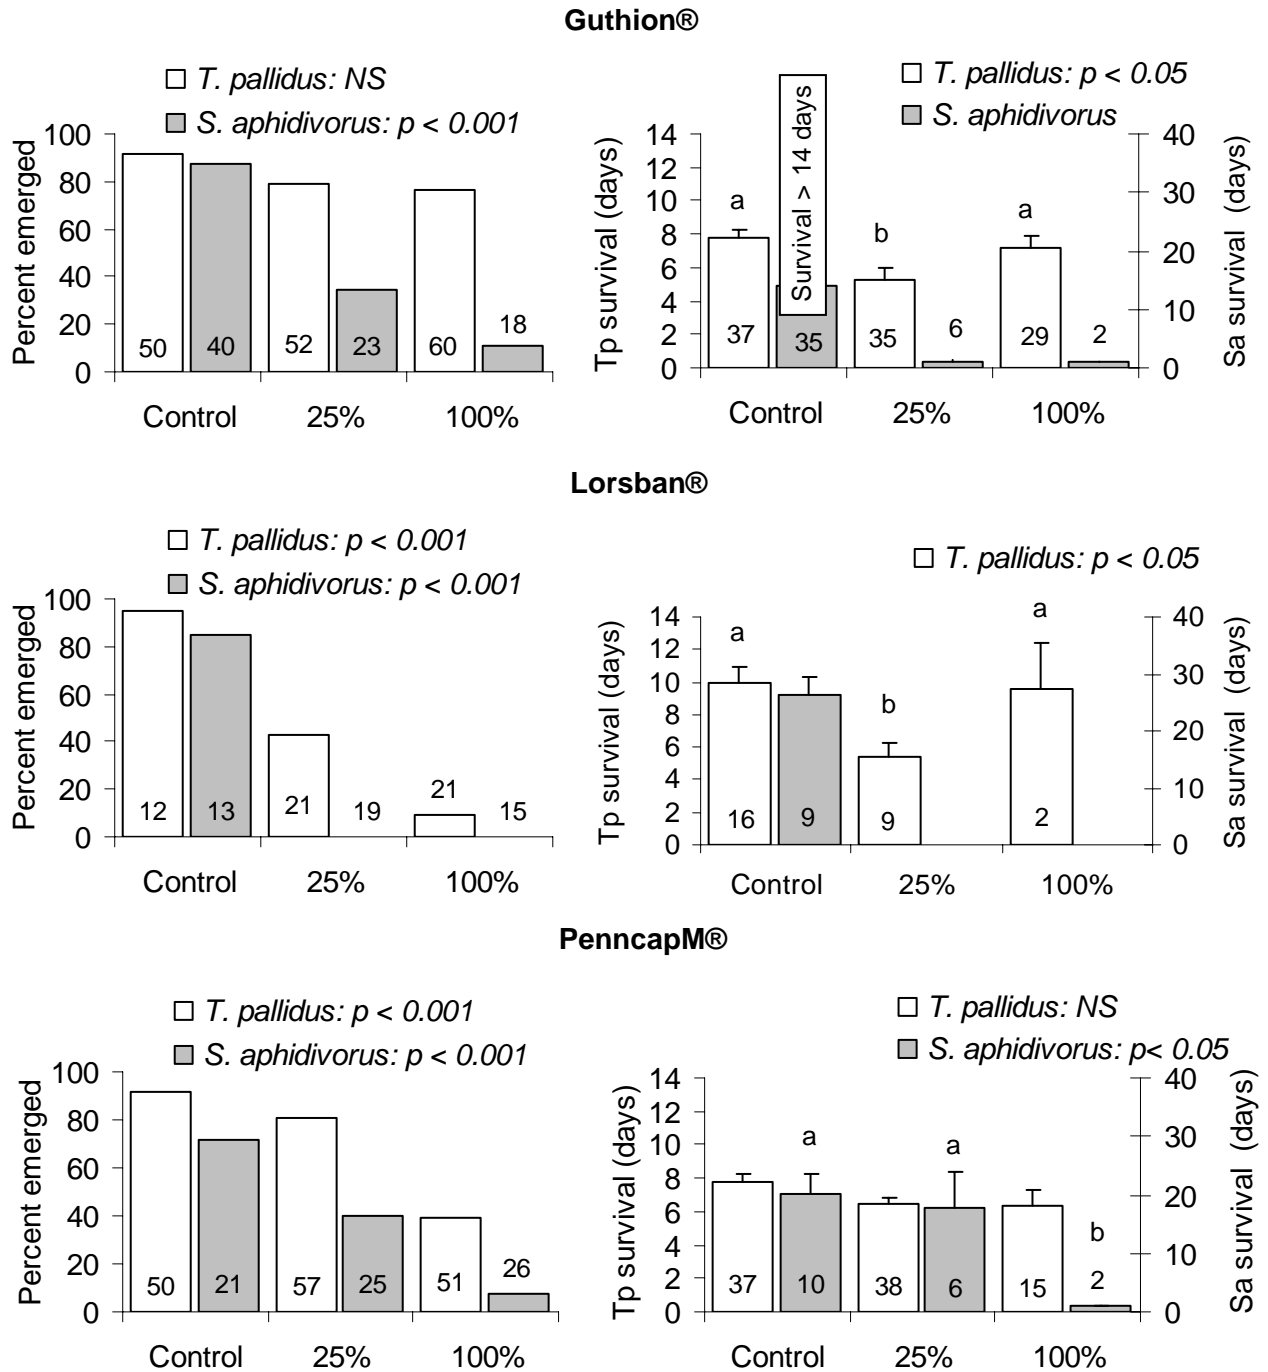 Guthion®
T. pallidus: NS
S. aphidivorus: p < 0.001
Percent emerged
100
80
60
40
20
0
50
40
52
23
60
18
Control
25%
100%
T. pallidus: p < 0.05
S. aphidivorus
Tp survival (days)
14
12
10
8
6
4
2
0
Survival > 14 days
a
b
a
37
35
35
6
29
2
40
30
20
10
0
Sa survival (days)
Control
25%
100%
Lorsban®
T. pallidus: p < 0.001
S. aphidivorus: p < 0.001
Percent emerged
100
80
60
40
20
0
12
13
21
19
21
15
Control
25%
100%
T. pallidus: p < 0.05
Tp survival (days)
14
12
10
8
6
4
2
0
a
b
a
16
9
9
2
40
30
20
10
0
Sa survival (days)
Control
25%
100%
PenncapM®
T. pallidus: p < 0.001
S. aphidivorus: p < 0.001
Percent emerged
100
80
60
40
20
0
50
21
57
25
51
26
Control
25%
100%
T. pallidus: NS
S. aphidivorus: p< 0.05
Tp survival (days)
14
12
10
8
6
4
2
0
a
a
b
37
10
38
6
15
2
40
30
20
10
0
Sa survival (days)
Control
25%
100%